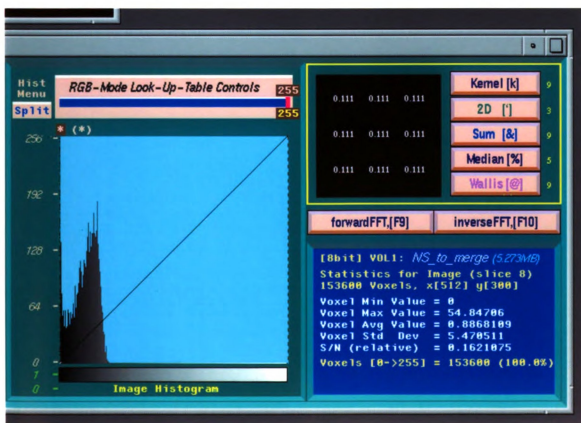 Hist
Menu
Split
RGB-Mode Look-Up-Table Controls
255
255
* (*)
256
192
128
64
0
1
0
Image Histogram
0.111 0.111 0.111
0.111 0.111 0.111
0.111 0.111 0.111
Kernel [k] 9
2D ['] 3
Sum [&] 9
Median [%] 5
Wallis [@] 9
forwardFFT,[F9]
inverseFFT,[F10]
[8bit] VOL1: NS_to_merge (5.273MB)
Statistics for Image (slice 8)
153600 Voxels, x[512] y[300]
Voxel Min Value = 0
Voxel Max Value = 54.84706
Voxel Avg Value = 0.8868109
Voxel Std Dev = 5.470511
S/N (relative) = 0.1621075
Voxels [0->255] = 153600 (100.0%)